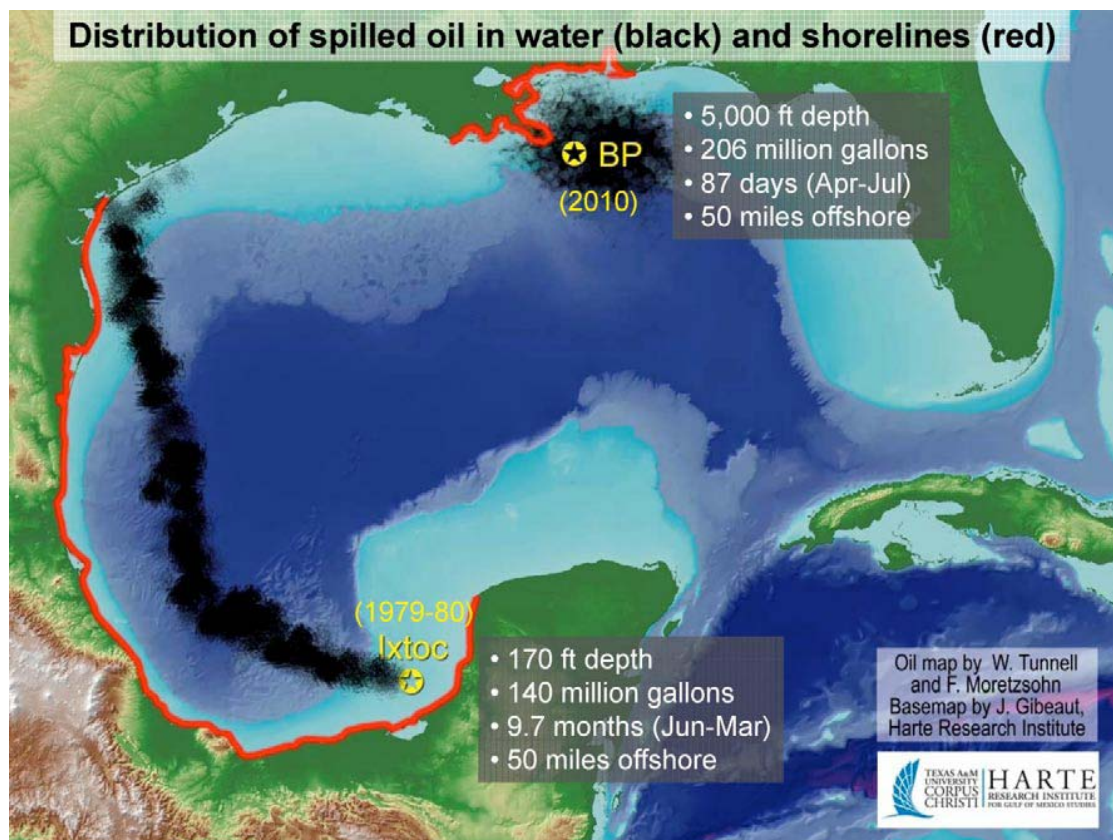 Distribution of spilled oil in water (black) and shorelines (red)
• 5,000 ft depth
• 206 million gallons
• 87 days (Apr-Jul)
• 50 miles offshore
BP
(2010)
(1979-80)
Ixtoc
• 170 ft depth
• 140 million gallons
• 9.7 months (Jun-Mar)
• 50 miles offshore
Oil map by W. Tunnell
and F. Moretzsohn
Basemap by J. Gibeaut,
Harte Research Institute
TEXAS A&M
UNIVERSITY
CORPUS
CHRISTI
HARTE
RESEARCH INSTITUTE
FOR GULF OF MEXICO STUDIES